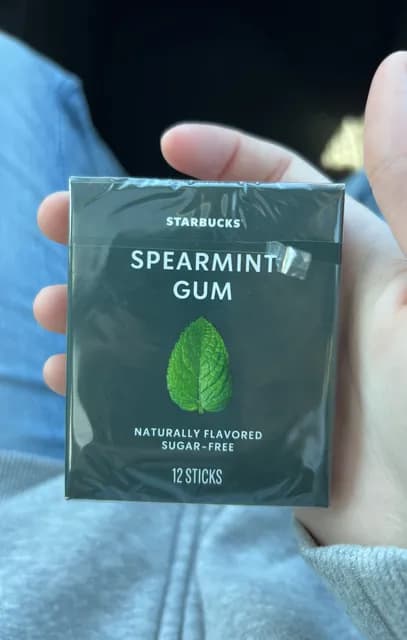 STARBUCKS
SPEARMINT
GUM
NATURALLY FLAVORED
SUGAR-FREE
12 STICKS